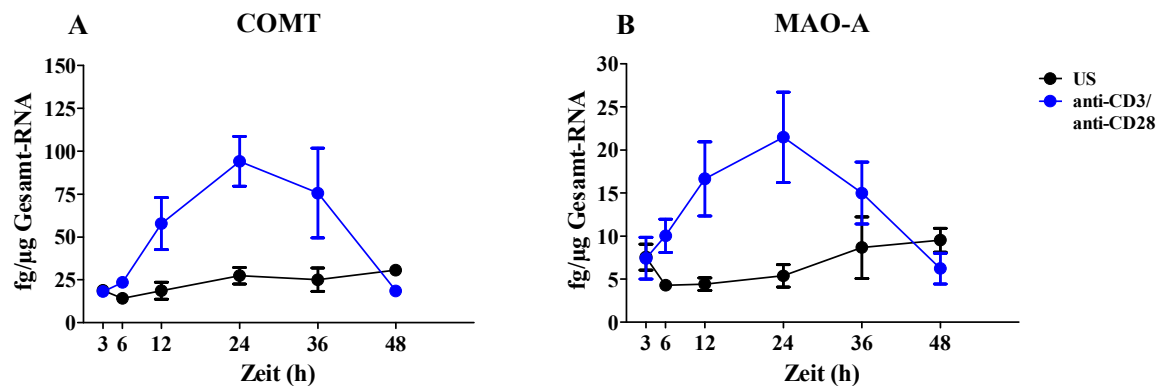 A COMT
fg/µg Gesamt-RNA
150
125
100
75
50
25
0
3 6 12 24 36 48
Zeit (h)
B MAO-A
fg/µg Gesamt-RNA
30
25
20
15
10
5
0
3 6 12 24 36 48
Zeit (h)
US
anti-CD3/
anti-CD28